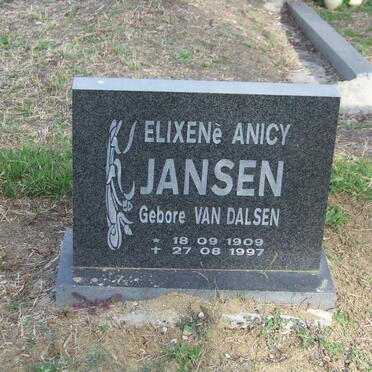 ELIXENè ANICY
JANSEN
Gebore VAN DALSEN
* 18 09 1909
+ 27 08 1997